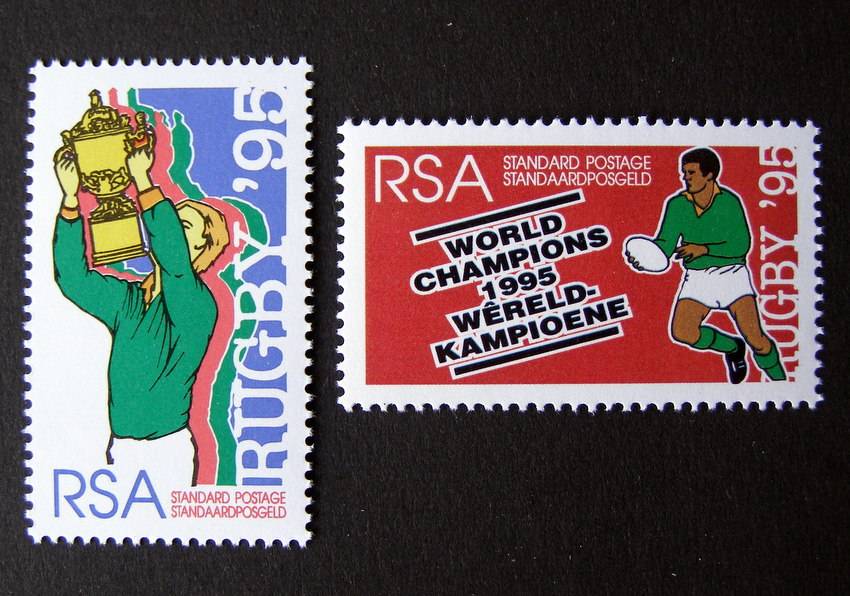 RUGBY '95
RSA
STANDARD POSTAGE
STANDAARDPOSGELD
RSA
STANDARD POSTAGE
STANDAARDPOSGELD
WORLD
CHAMPIONS
1995
WÊRELD-
KAMPIOENE
RUGBY '95